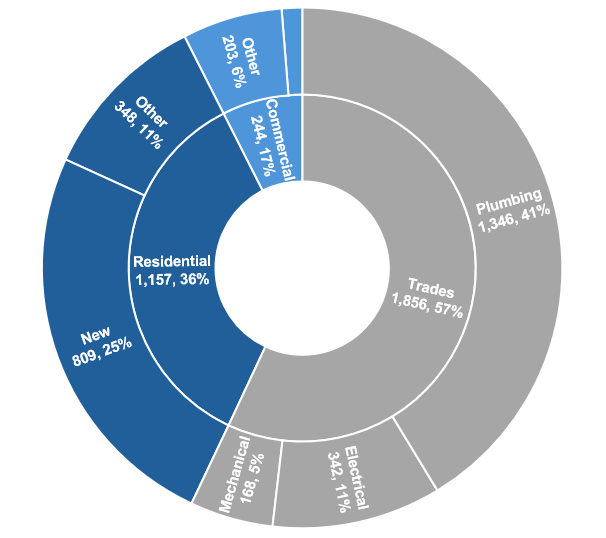 Other
203, 6%
Commercial
244, 17%
Other
348, 11%
Plumbing
1,346, 41%
Residential
1,157, 36%
Trades
1,856, 57%
New
809, 25%
Mechanical
168, 5%
Electrical
342, 11%